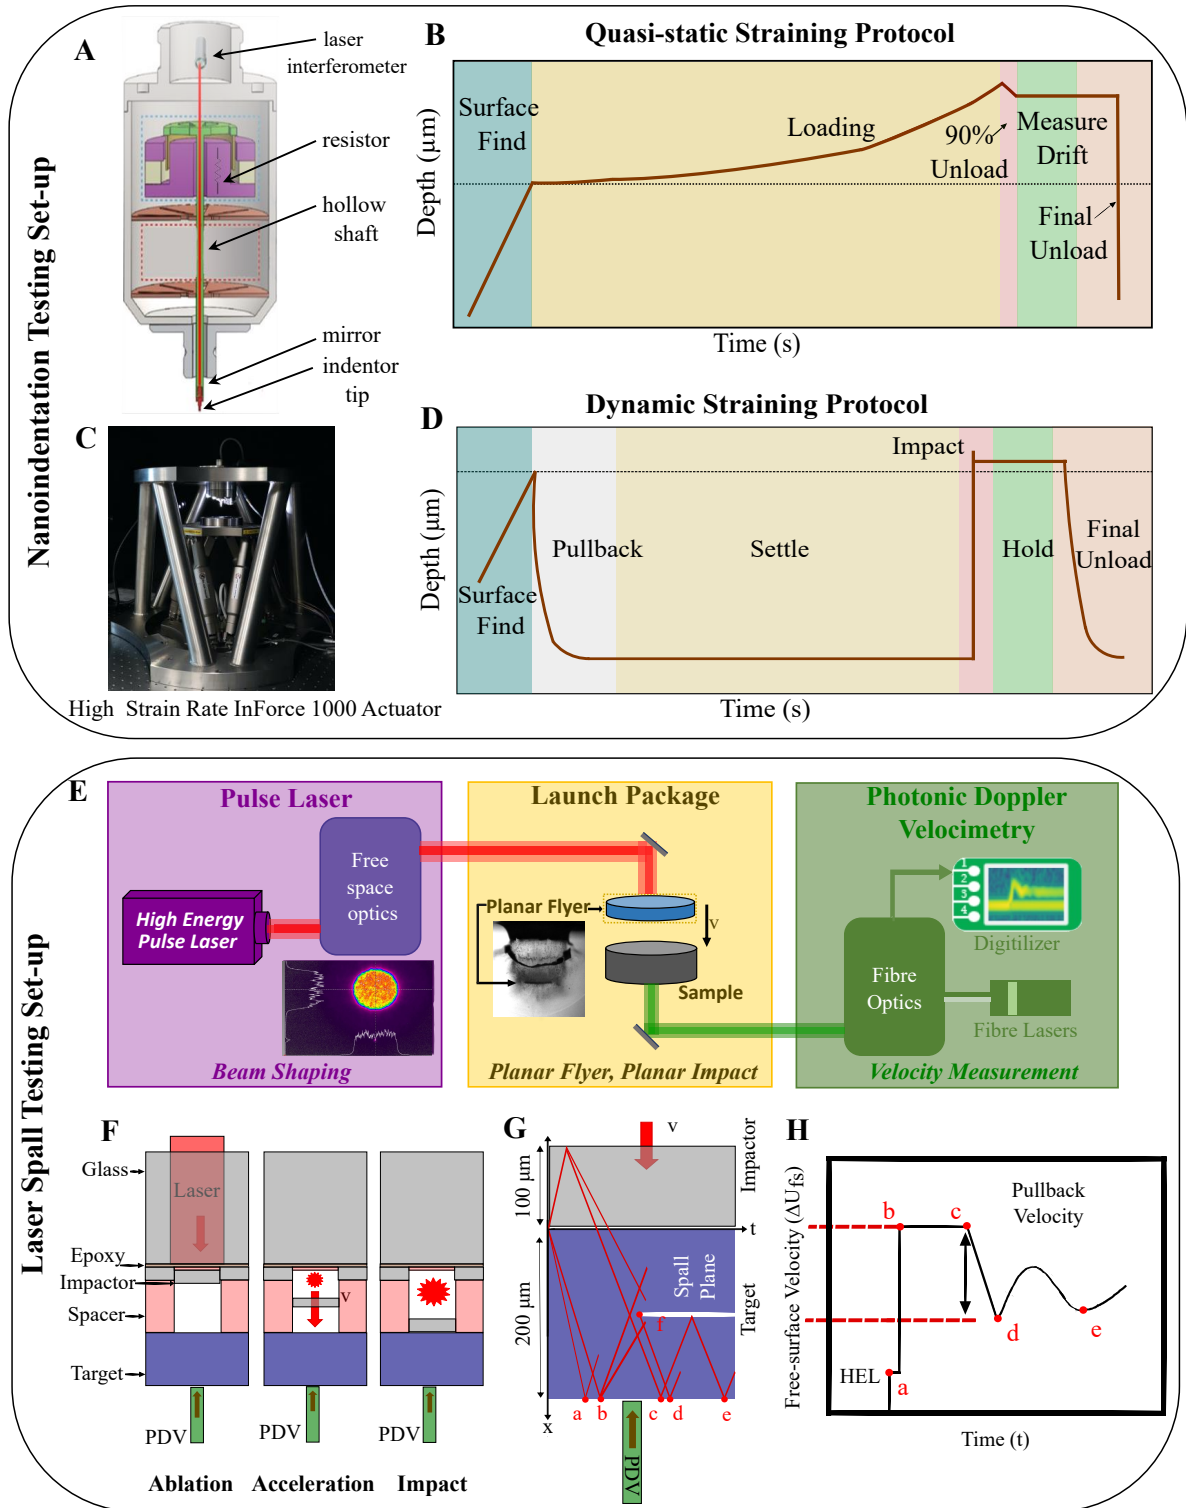 Nanoindentation Testing Set-up
A
laser
interferometer
resistor
hollow
shaft
mirror
indentor
tip
B
Quasi-static Straining Protocol
Depth (μm)
Surface
Find
Loading
90%
Unload
Measure
Drift
Final
Unload
Time (s)
C
High Strain Rate InForce 1000 Actuator
D
Dynamic Straining Protocol
Depth (μm)
Surface
Find
Pullback
Settle
Impact
Hold
Final
Unload
Time (s)
Laser Spall Testing Set-up
E
Pulse Laser
High Energy
Pulse Laser
Free
space
optics
Beam Shaping
Launch Package
Planar Flyer
v
Sample
Planar Flyer, Planar Impact
Photonic Doppler
Velocimetry
1
2
3
4
Digitilizer
Fibre
Optics
Fibre Lasers
Velocity Measurement
F
Glass
Laser
Epoxy
Impactor
Spacer
v
Target
PDV
PDV
PDV
Ablation
Acceleration
Impact
G
v
100 μm
Impactor
t
200 μm
Spall
Plane
Target
f
a
b
c
d
e
x
PDV
H
Free-surface Velocity (ΔUfs)
b
c
Pullback
Velocity
d
e
HEL
a
Time (t)